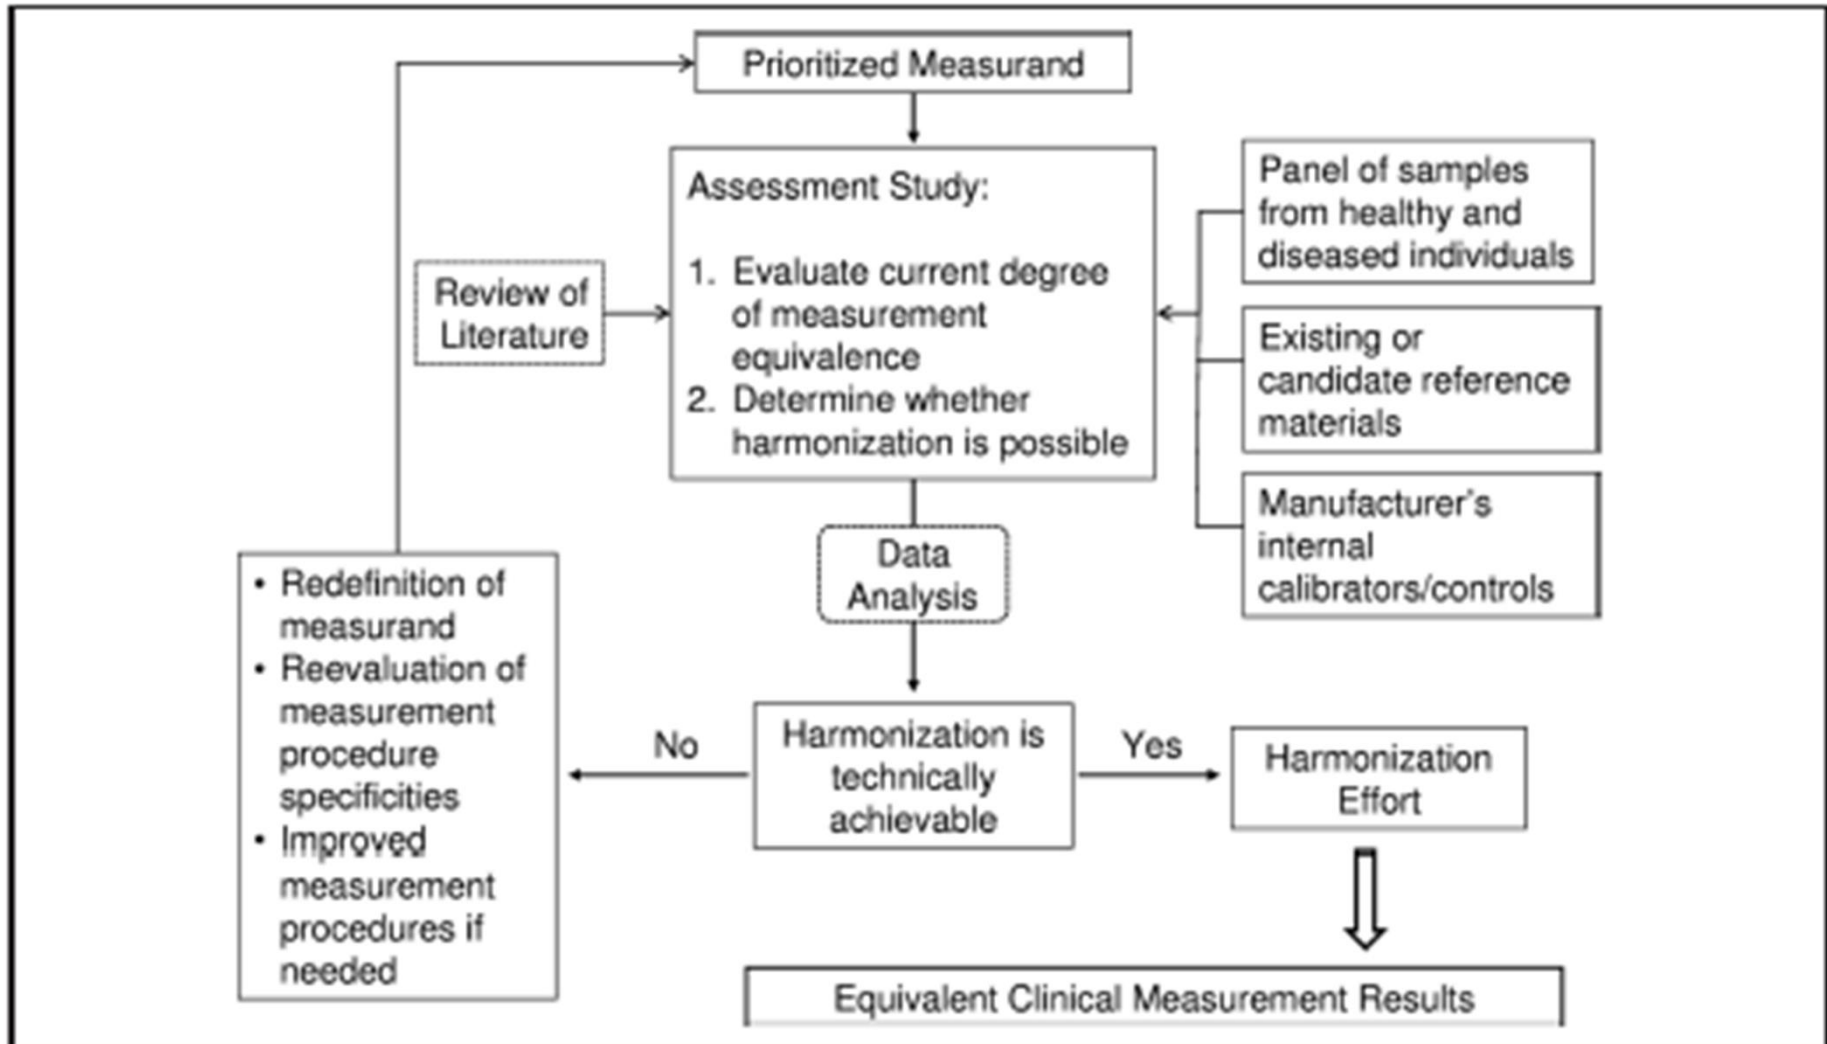 Prioritized Measurand
Assessment Study:
1. Evaluate current degree
of measurement
equivalence
2. Determine whether
harmonization is possible
Review of
Literature
Panel of samples
from healthy and
diseased individuals
Existing or
candidate reference
materials
Manufacturer's
internal
calibrators/controls
Data
Analysis
Harmonization is
technically
achievable
No
Yes
• Redefinition of
measurand
• Reevaluation of
measurement
procedure
specificities
• Improved
measurement
procedures if
needed
Harmonization
Effort
Equivalent Clinical Measurement Results